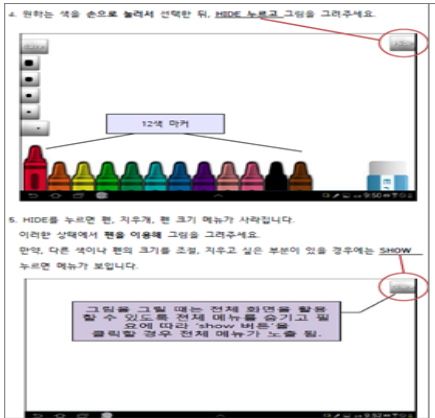 4. 원하는 색을 손으로 눌러서 선택한 뒤, HIDE 누르고 그림을 그려주세요.
12색 마커
9:50
5. HIDE를 누르면 펜, 지우개, 펜 크기 메뉴가 사라집니다.
이러한 상태에서 펜을 이용해 그림을 그려주세요.
만약, 다른 색이나 펜의 크기를 조절, 지우고 싶은 부분이 있을 경우에는 SHOW
누르면 메뉴가 보입니다.
그림을 그릴 때는 전체 화면을 활용
할 수 있도록 전체 메뉴를 숨기고 필
요에 따라 'show 버튼'을
클릭할 경우 전체 메뉴가 노출 됨.
9:52